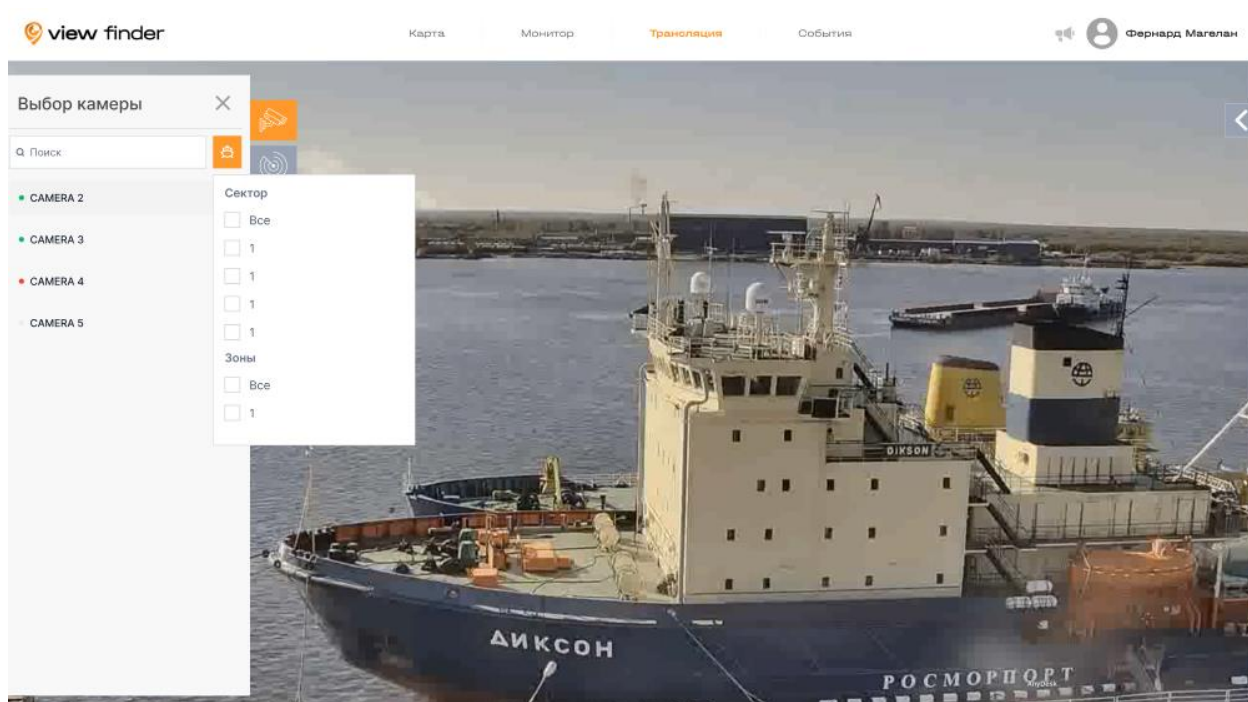 view finder
Карта
Монитор
Трансляция
События
Фернард Магелан
Выбор камеры
Поиск
CAMERA 2
CAMERA 3
CAMERA 4
CAMERA 5
Сектор
Все
1
1
1
1
Зоны
Все
1
DIKSON
ДИКСОН
РОСМОРПОРТ
AnyDesk